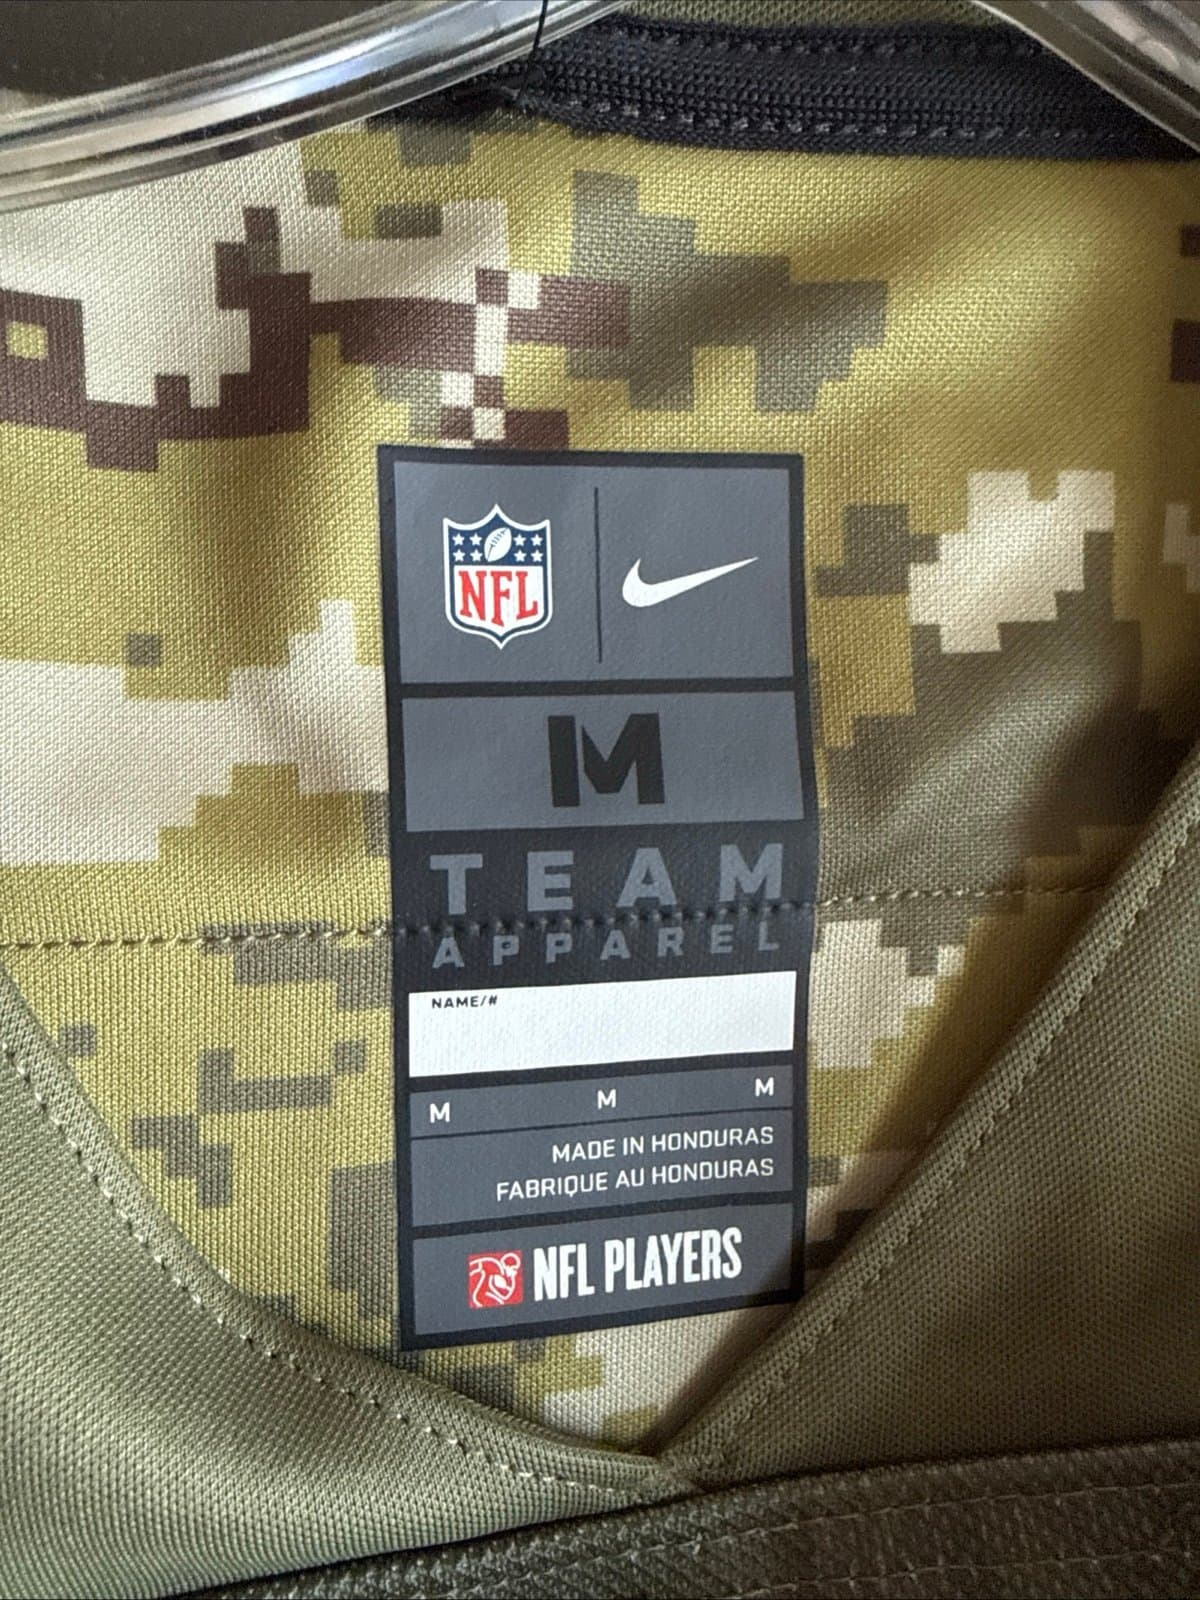 NFL
M
TEAM
APPAREL
NAME/#
M M M
MADE IN HONDURAS
FABRIQUE AU HONDURAS
NFL PLAYERS